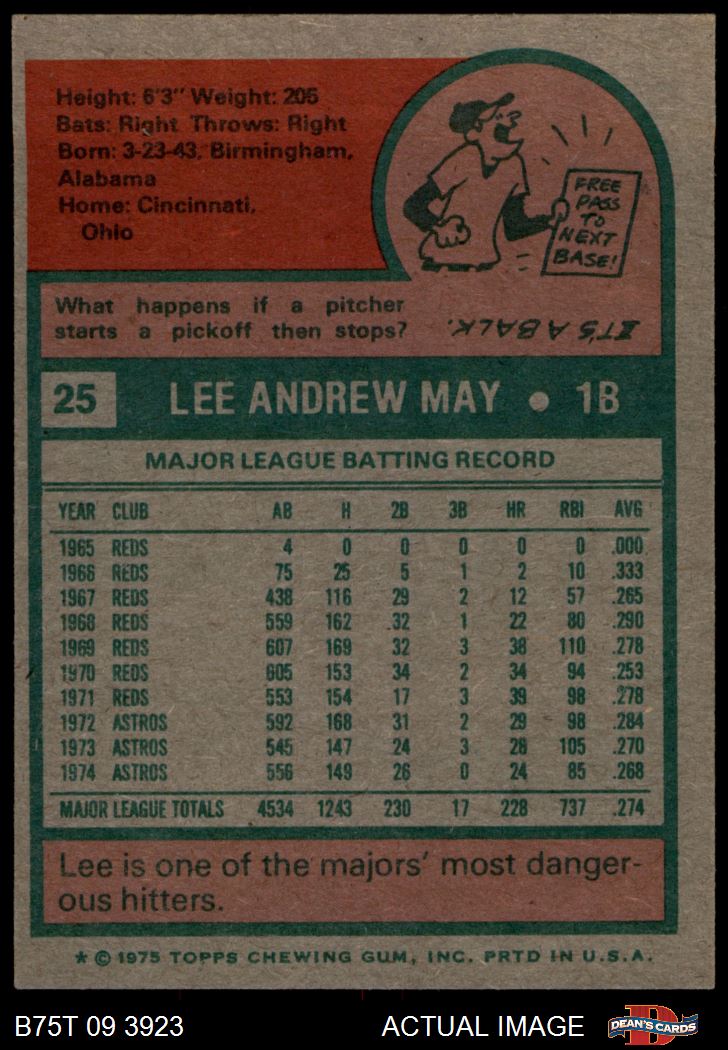 Height: 6'3" Weight: 205
Bats: Right Throws: Right
Born: 3-23-43, Birmingham,
Alabama
Home: Cincinnati,
Ohio
FREE
PASS
TO
NEXT
BASE!
What happens if a pitcher
starts a pickoff then stops?
IT'S A BALK.
25 LEE ANDREW MAY • 1B
MAJOR LEAGUE BATTING RECORD
YEAR CLUB AB H 2B 3B HR RBI AVG
1965 REDS 4 0 0 0 0 0 .000
1966 REDS 75 25 5 1 2 10 .333
1967 REDS 438 116 29 2 12 57 .265
1968 REDS 559 162 32 1 22 80 .290
1969 REDS 607 169 32 3 38 110 .278
1970 REDS 605 153 34 2 34 94 .253
1971 REDS 553 154 17 3 39 98 .278
1972 ASTROS 592 168 31 2 29 98 .284
1973 ASTROS 545 147 24 3 28 105 .270
1974 ASTROS 556 149 26 0 24 85 .268
MAJOR LEAGUE TOTALS 4534 1243 230 17 228 737 .274
Lee is one of the majors' most danger-
ous hitters.
* © 1975 TOPPS CHEWING GUM, INC. PRTD IN U.S.A.
B75T 09 3923 ACTUAL IMAGE DEAN'S CARDS